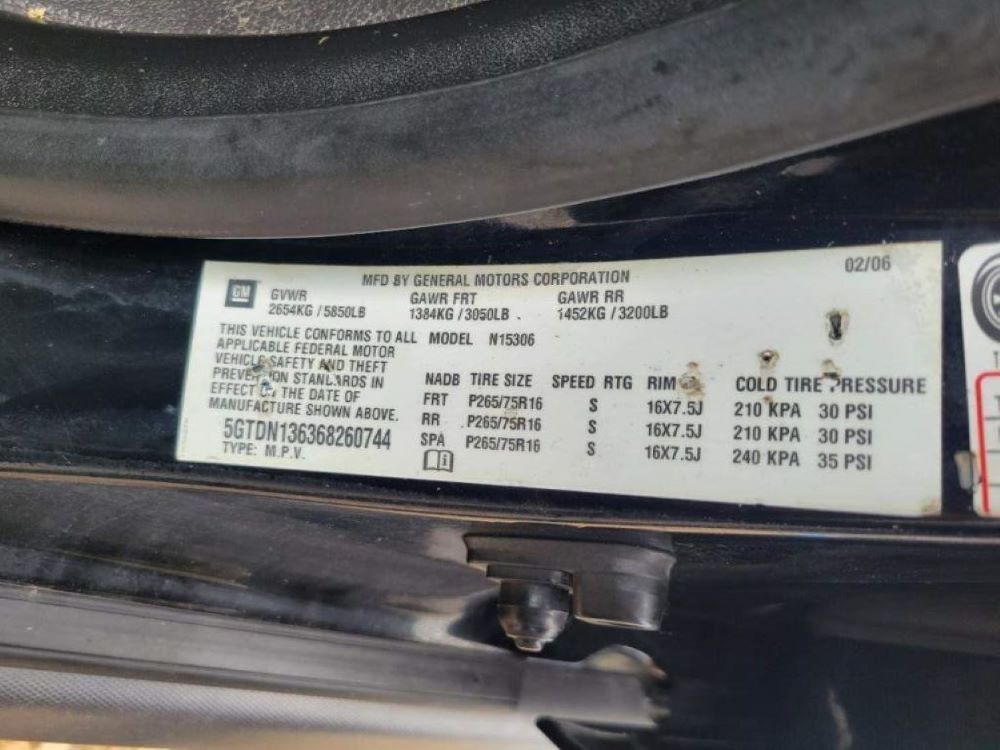 MFD BY GENERAL MOTORS CORPORATION 02/06
GM
GVWR GAWR FRT GAWR RR
2654KG / 5850LB 1384KG / 3050LB . 1452KG / 3200LB
THIS VEHICLE CONFORMS TO ALL MODEL N15306
APPLICABLE FEDERAL MOTOR
VEHICLE SAFETY AND THEFT
PREVENTION STANDARDS IN
EFFECT ON THE DATE OF
MANUFACTURE SHOWN ABOVE.
5GTDN136368260744
TYPE: M.P.V.
NADB TIRE SIZE SPEED RTG RIM COLD TIRE PRESSURE
FRT P265/75R16 S 16X7.5J 210 KPA 30 PSI
RR P265/75R16 S 16X7.5J 210 KPA 30 PSI
SPA P265/75R16 S 16X7.5J 240 KPA 35 PSI